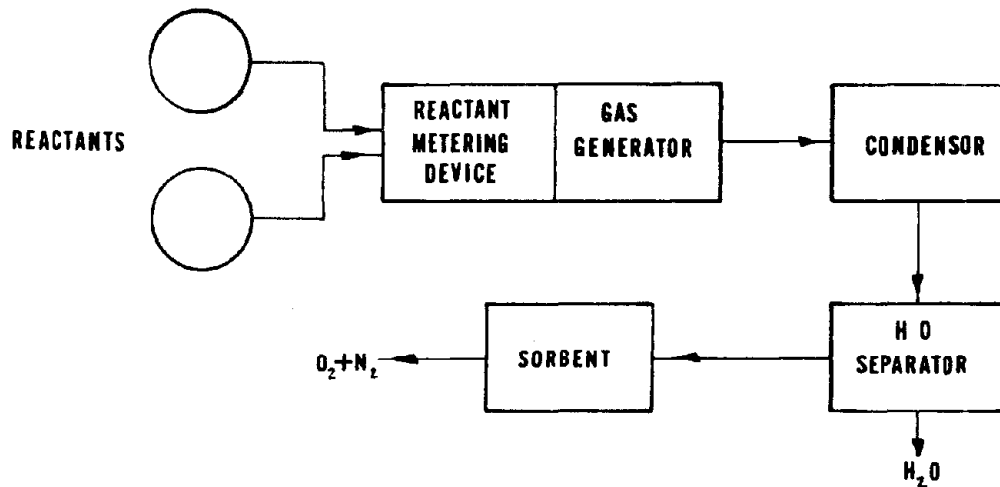 REACTANTS
REACTANT
METERING
DEVICE
GAS
GENERATOR
CONDENSOR
H O
SEPARATOR
SORBENT
O₂+N₂
H₂O